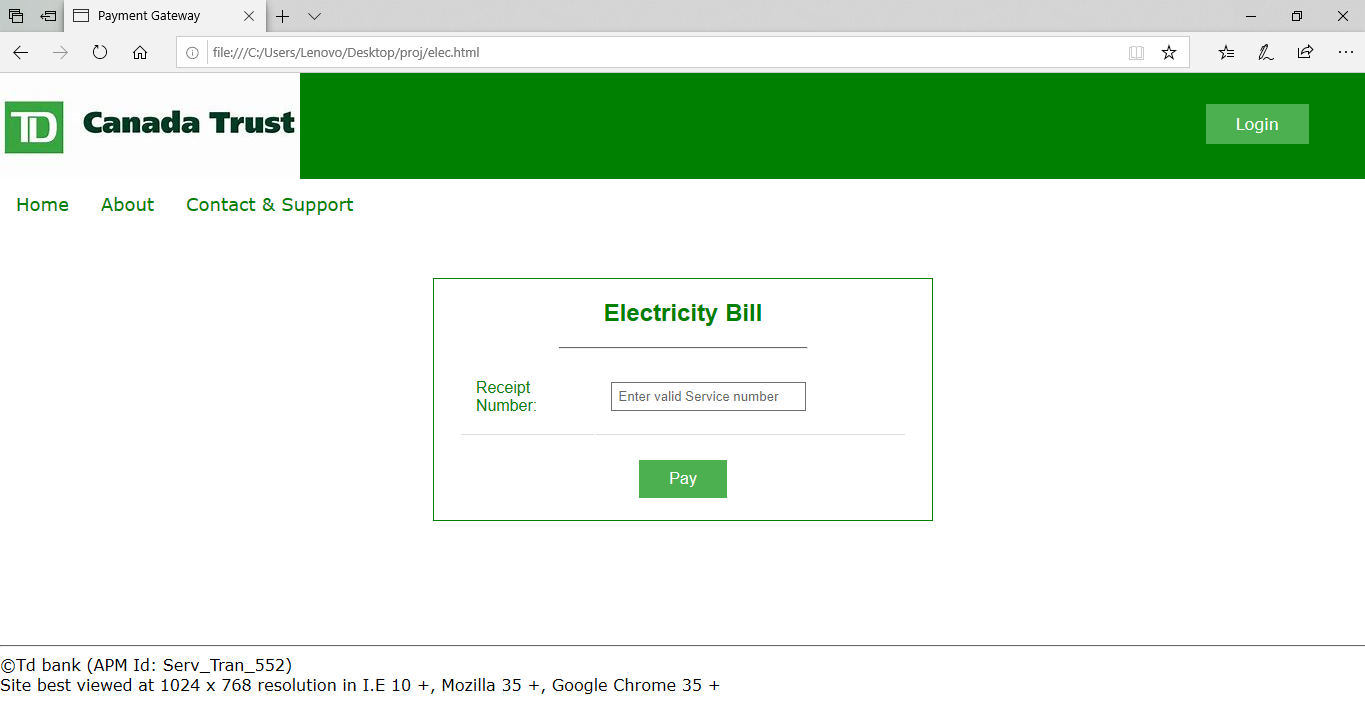 Payment Gateway
file:///C:/Users/Lenovo/Desktop/proj/elec.html
TD Canada Trust
Login
Home About Contact & Support
Electricity Bill
Receipt
Number:
Enter valid Service number
Pay
©Td bank (APM Id: Serv_Tran_552)
Site best viewed at 1024 x 768 resolution in I.E 10 +, Mozilla 35 +, Google Chrome 35 +